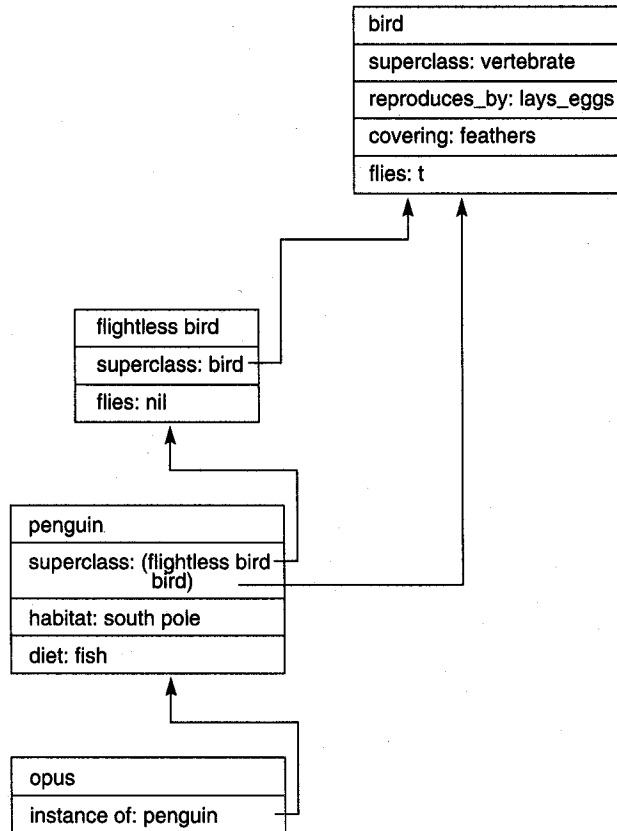 bird
superclass: vertebrate
reproduces_by: lays_eggs
covering: feathers
flies: t
flightless bird
superclass: bird
flies: nil
penguin
superclass: (flightless bird
bird)
habitat: south pole
diet: fish
opus
instance of: penguin